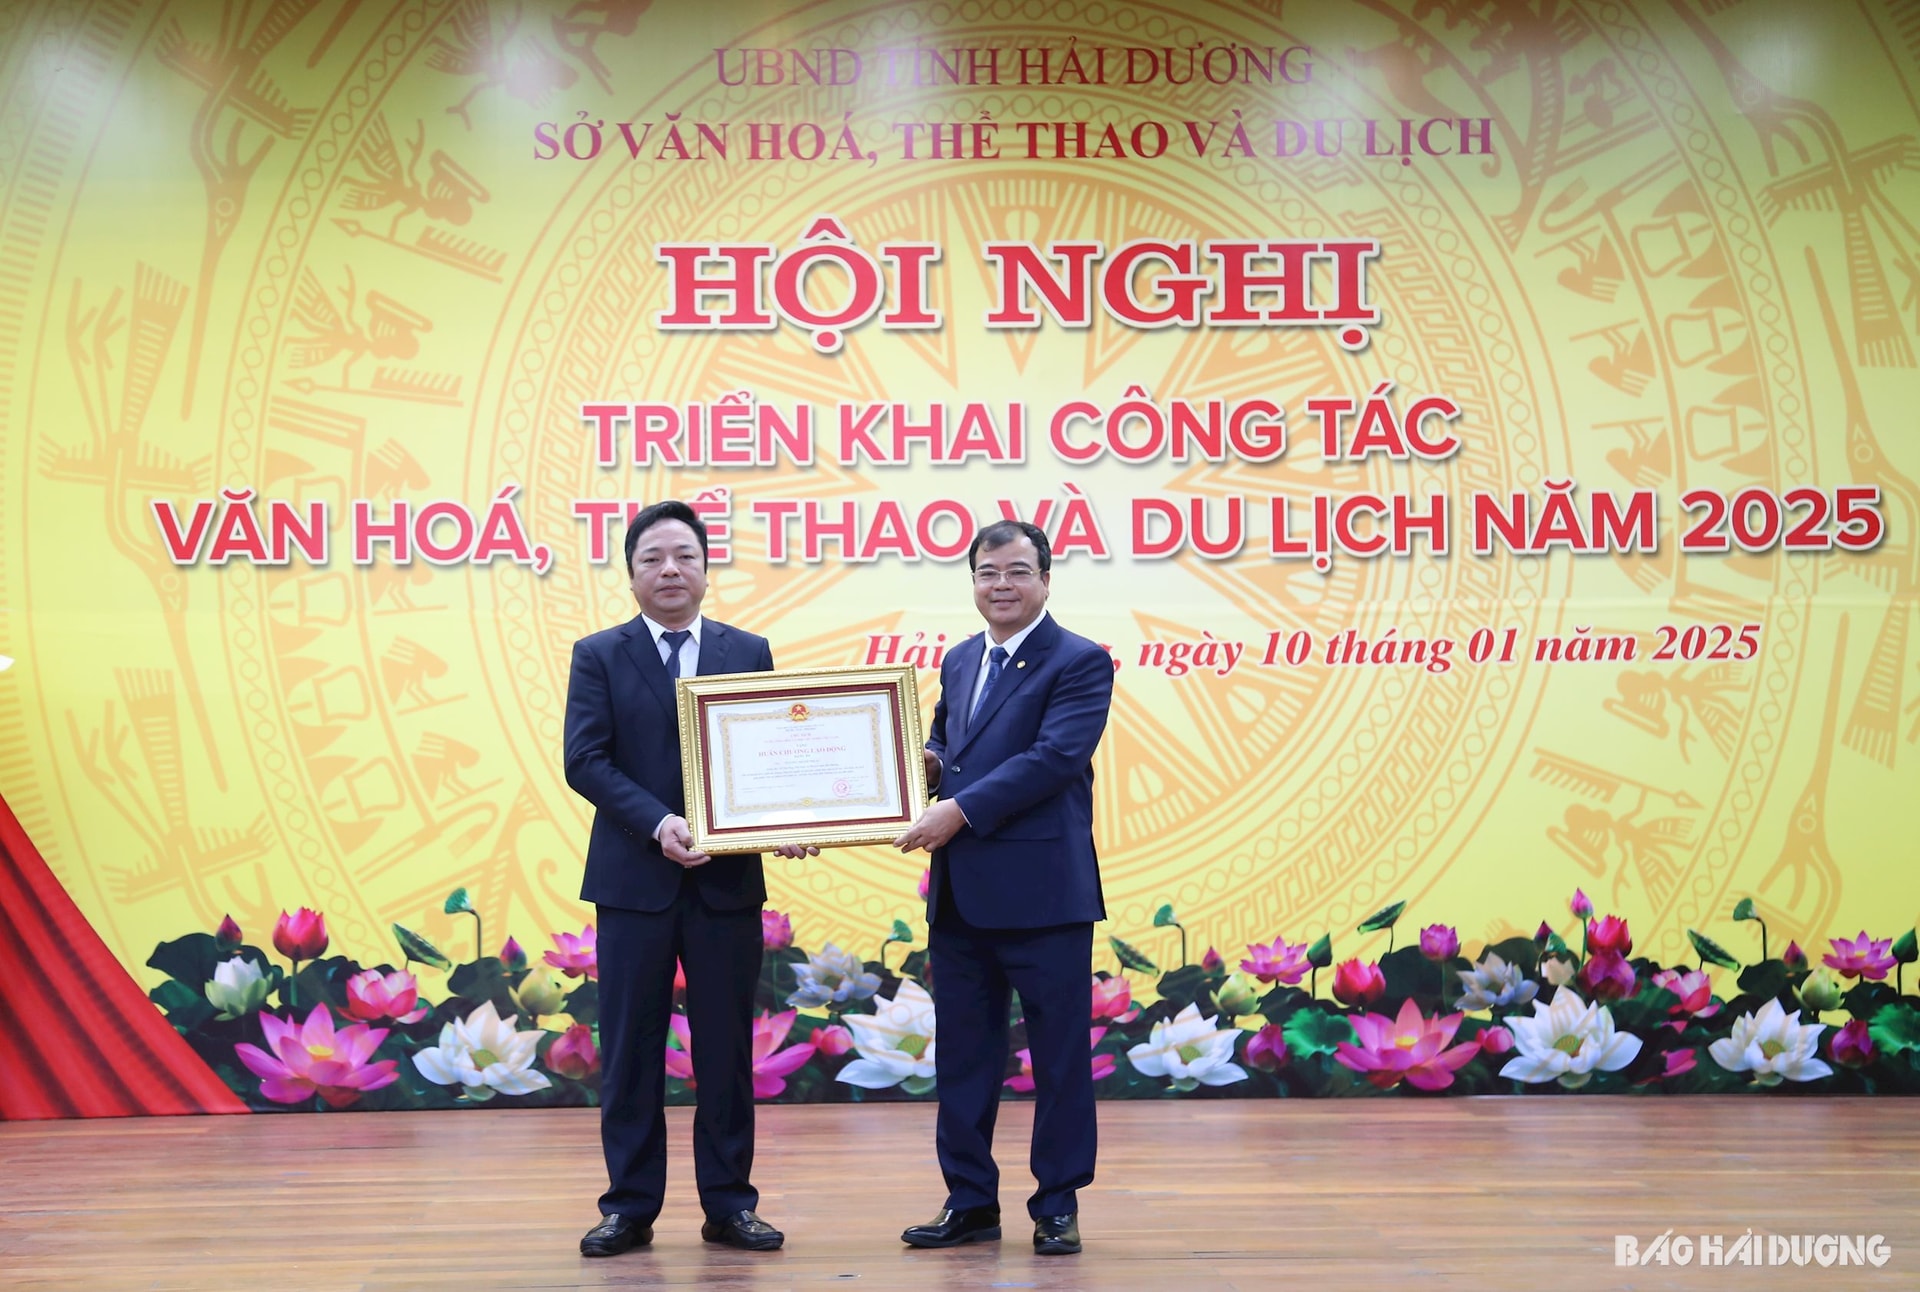 UBND TỈNH HẢI DƯƠNG
SỞ VĂN HOÁ, THỂ THAO VÀ DU LỊCH
HỘI NGHỊ
TRIỂN KHAI CÔNG TÁC
VĂN HOÁ, THỂ THAO VÀ DU LỊCH NĂM 2025
Hải Dương, ngày 10 tháng 01 năm 2025
HUÂN CHƯƠNG LAO ĐỘNG
BÁO HẢI DƯƠNG